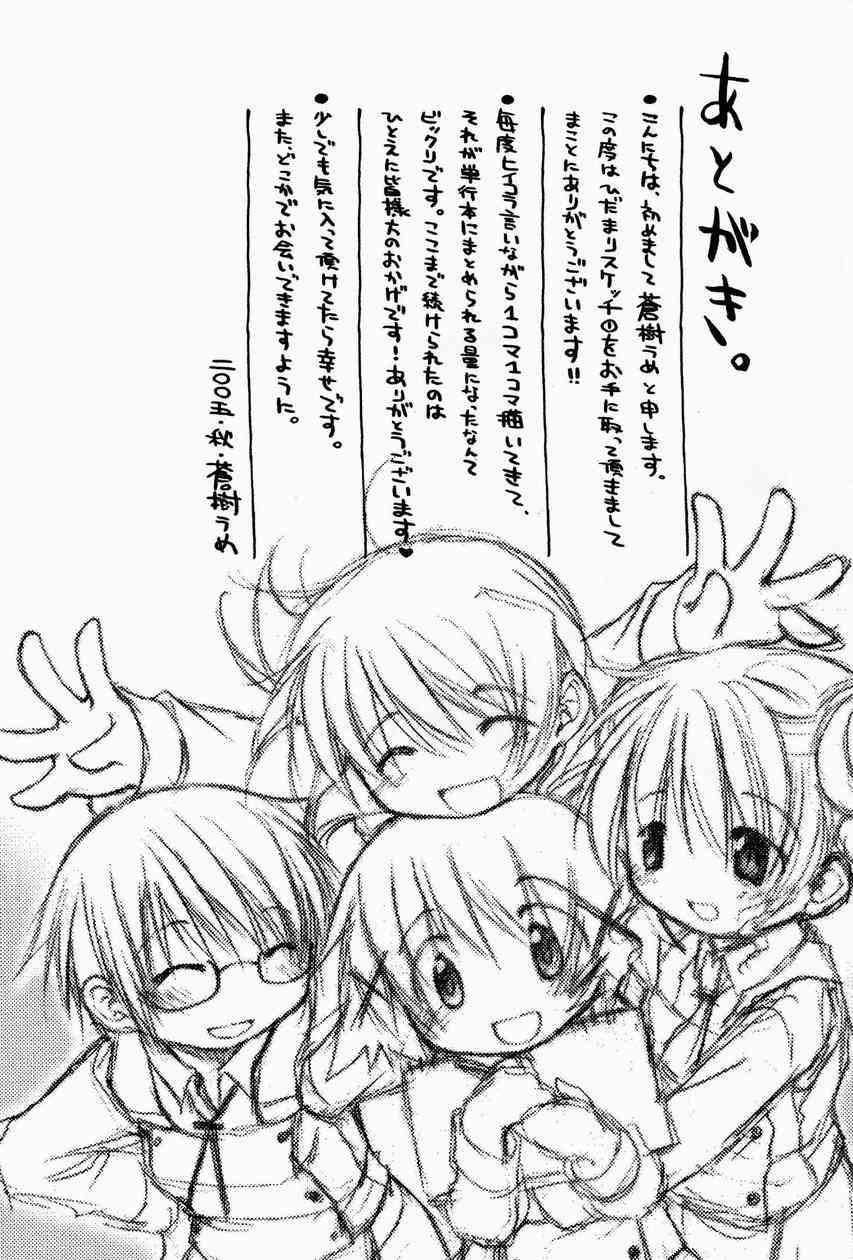 あとがき。
●こんにちは、初めまして蒼樹うめと申します。
この度はひだまりスケッチ①をお手に取って頂きまして
まことにありがとうございます!!
●毎度ヒイコラ言いながら1コマ1コマ描いてきて、
それが単行本にまとめられる量になったなんて
ビックリです。ここまで続けられたのは
ひとえに皆様大のおかげです!ありがとうございます♥
●少しでも気に入って頂けてたら幸せです。
また、どこかでお会いできますように。
二〇〇五・秋・蒼樹うめ